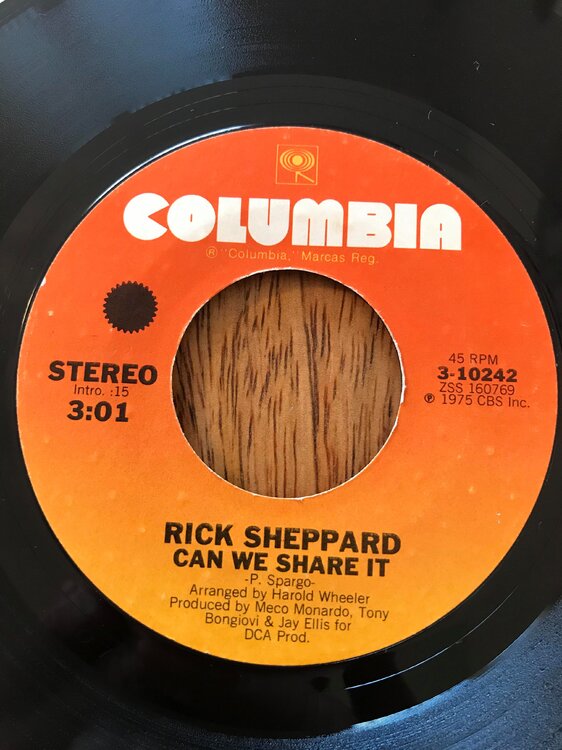 COLUMBIA
® "Columbia," Marcas Reg.
STEREO
Intro. :15
3:01
45 RPM
3-10242
ZSS 160769
℗ 1975 CBS Inc.
RICK SHEPPARD
CAN WE SHARE IT
-P. Spargo-
Arranged by Harold Wheeler
Produced by Meco Monardo, Tony
Bongiovi & Jay Ellis for
DCA Prod.